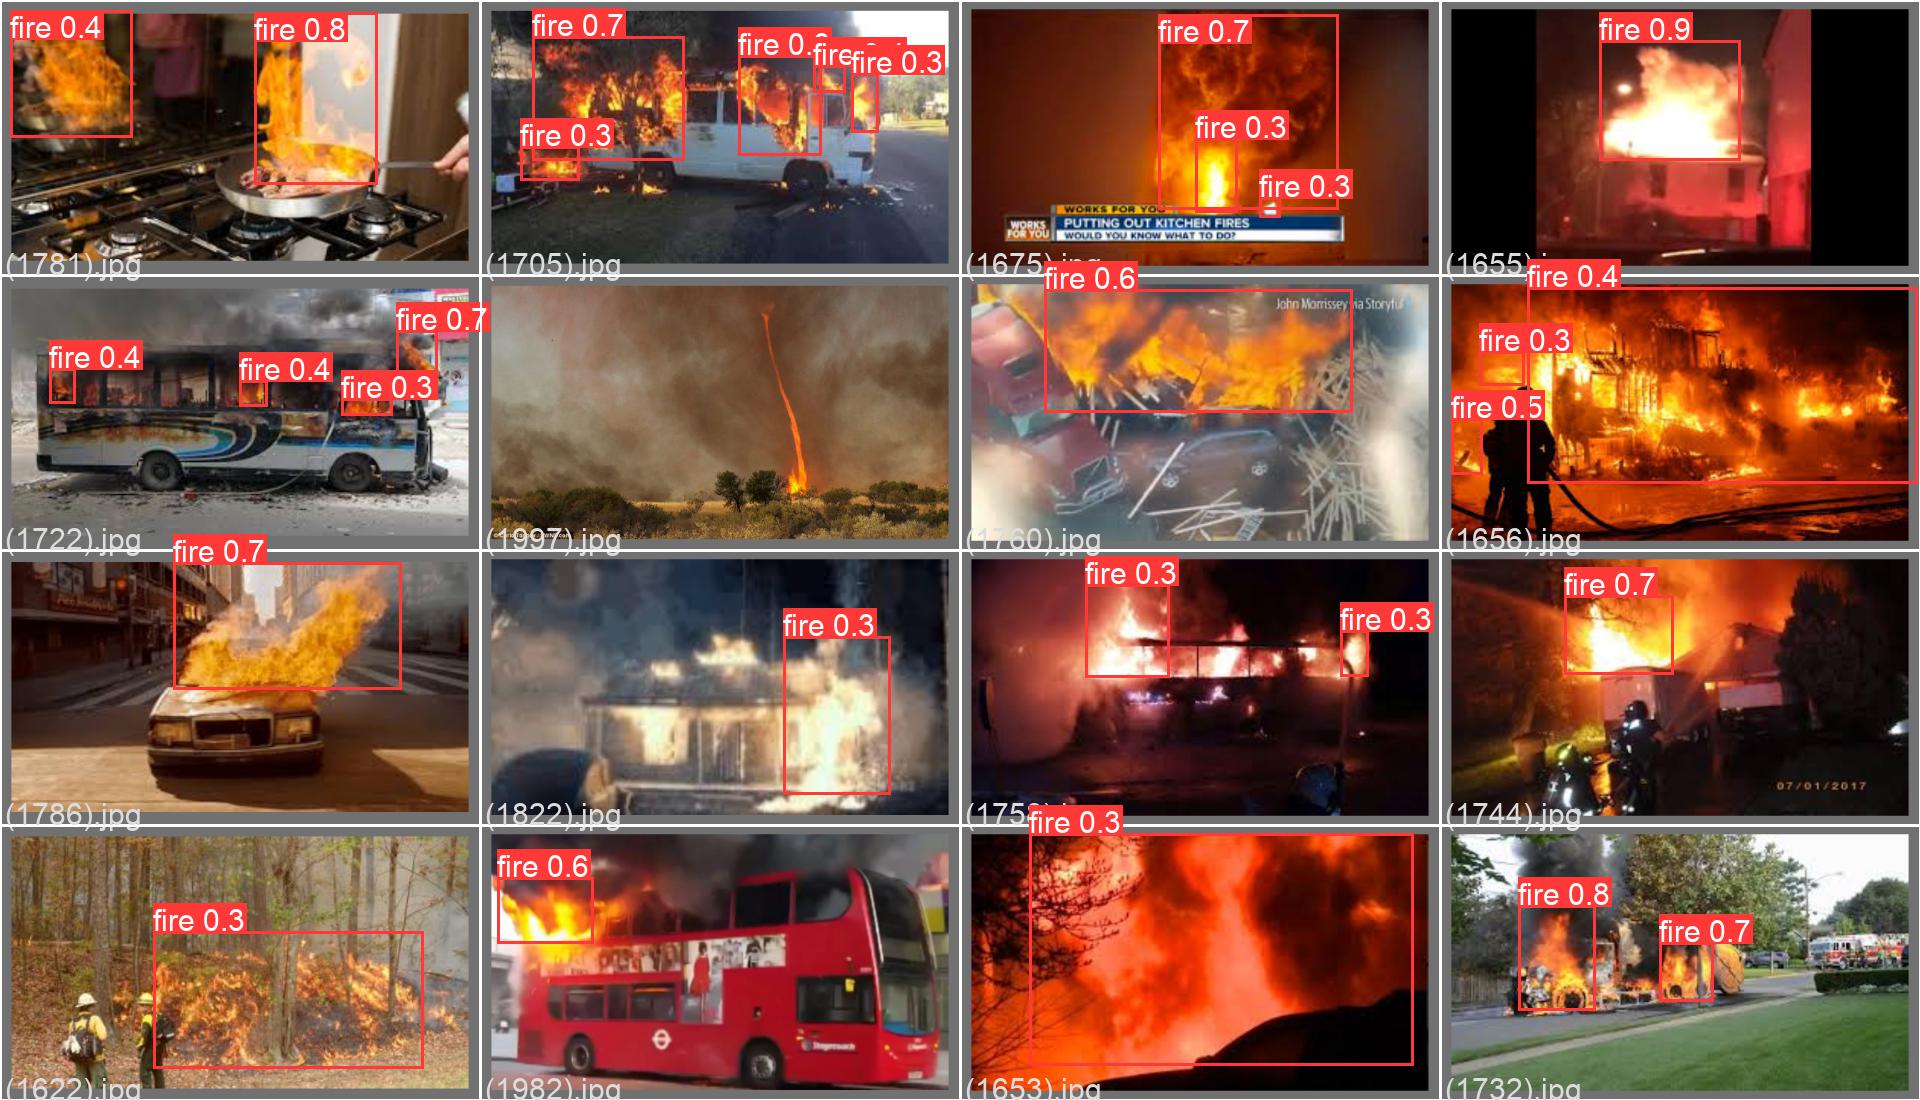 fire 0.4
fire 0.8
(1781).jpg
fire 0.7
fire
fire 0.3
fire 0.3
(1705).jpg
fire 0.7
fire 0.3
fire 0.3
WORKS FOR YOU
WORKS FOR YOU
PUTTING OUT KITCHEN FIRES
WOULD YOU KNOW WHAT TO DO?
(1675).jpg
fire 0.9
(1655).j
fire 0.7
fire 0.4
fire 0.4
fire 0.3
(1722).jpg
(1997).jpg
fire 0.6
John Morrissey via Storyful
(1760).jpg
fire 0.4
fire 0.3
fire 0.5
(1656).jpg
fire 0.7
(1786).jpg
fire 0.3
(1822).jpg
fire 0.3
fire 0.3
fire 0.7
07/01/2017
(1744).jpg
fire 0.3
(1622).jpg
fire 0.6
Stagecoach
(1982).jpg
fire 0.3
(1653).jpg
fire 0.8
fire 0.7
(1732).jpg